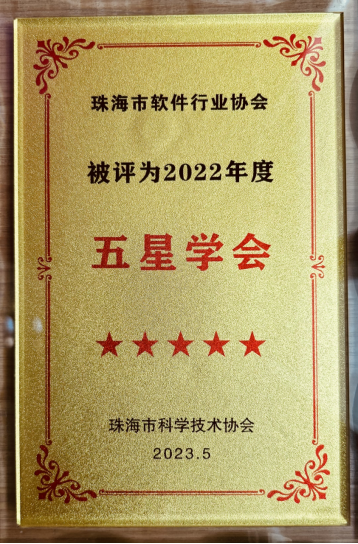 珠海市软件行业协会
被评为2022年度
五星学会
★★★★★
珠海市科学技术协会
2023.5